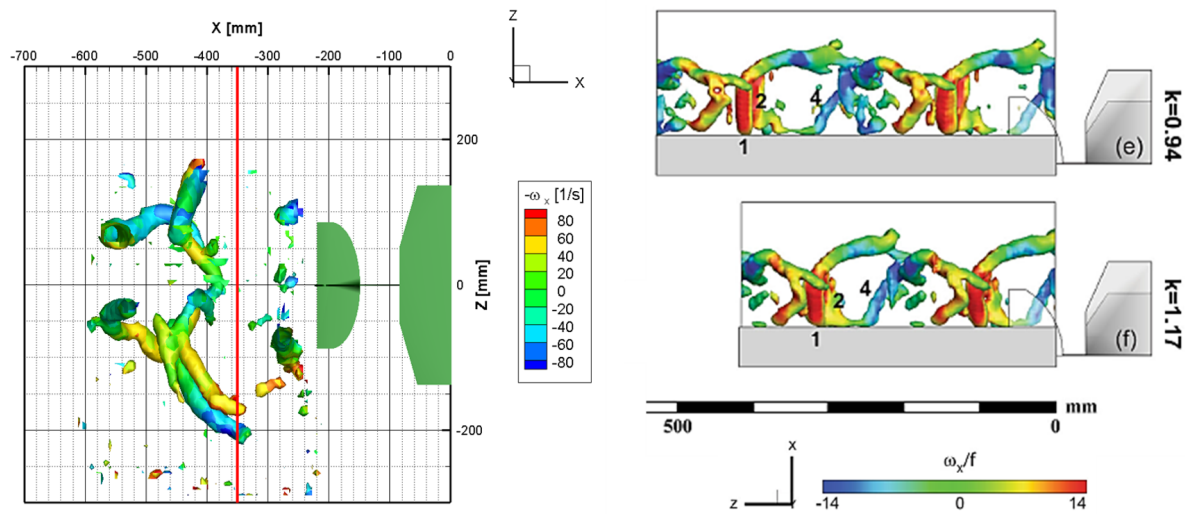 X [mm]
-700 -600 -500 -400 -300 -200 -100 0
200
0
-200
Z [mm]
Z
X
-ω x [1/s]
80
60
40
20
0
-20
-40
-60
-80
2 4
1
(e)
k=0.94
2 4
1
(f)
k=1.17
500 0 mm
x
z
ωx/f
-14 0 14